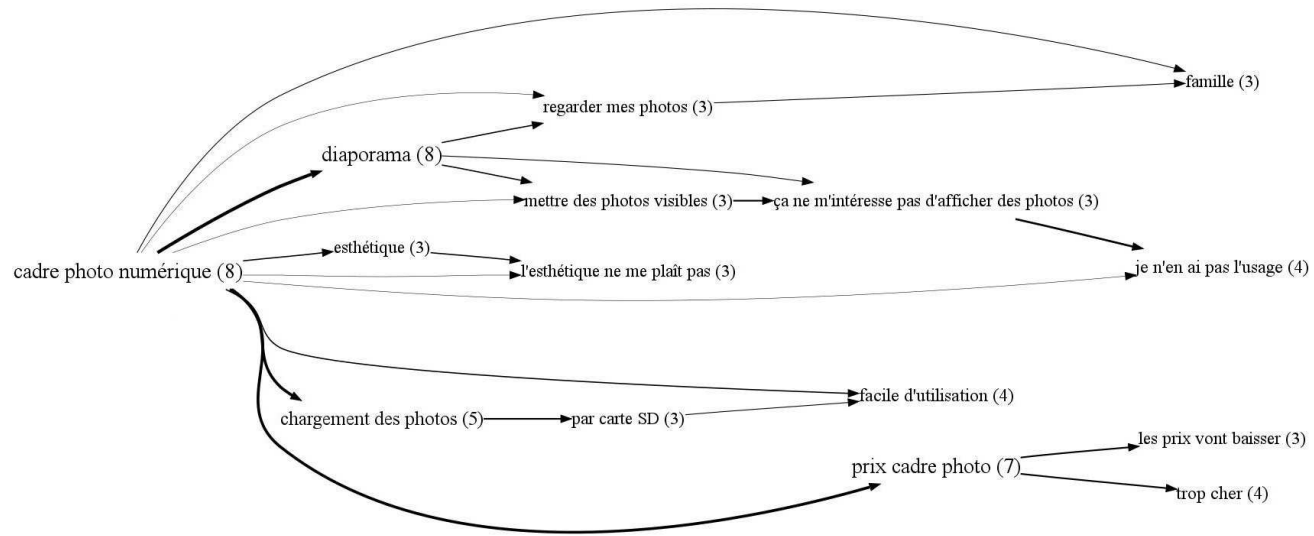 famille (3)
regarder mes photos (3)
diaporama (8)
mettre des photos visibles (3)
ça ne m'intéresse pas d'afficher des photos (3)
esthétique (3)
cadre photo numérique (8)
l'esthétique ne me plaît pas (3)
je n'en ai pas l'usage (4)
facile d'utilisation (4)
chargement des photos (5)
par carte SD (3)
les prix vont baisser (3)
prix cadre photo (7)
trop cher (4)